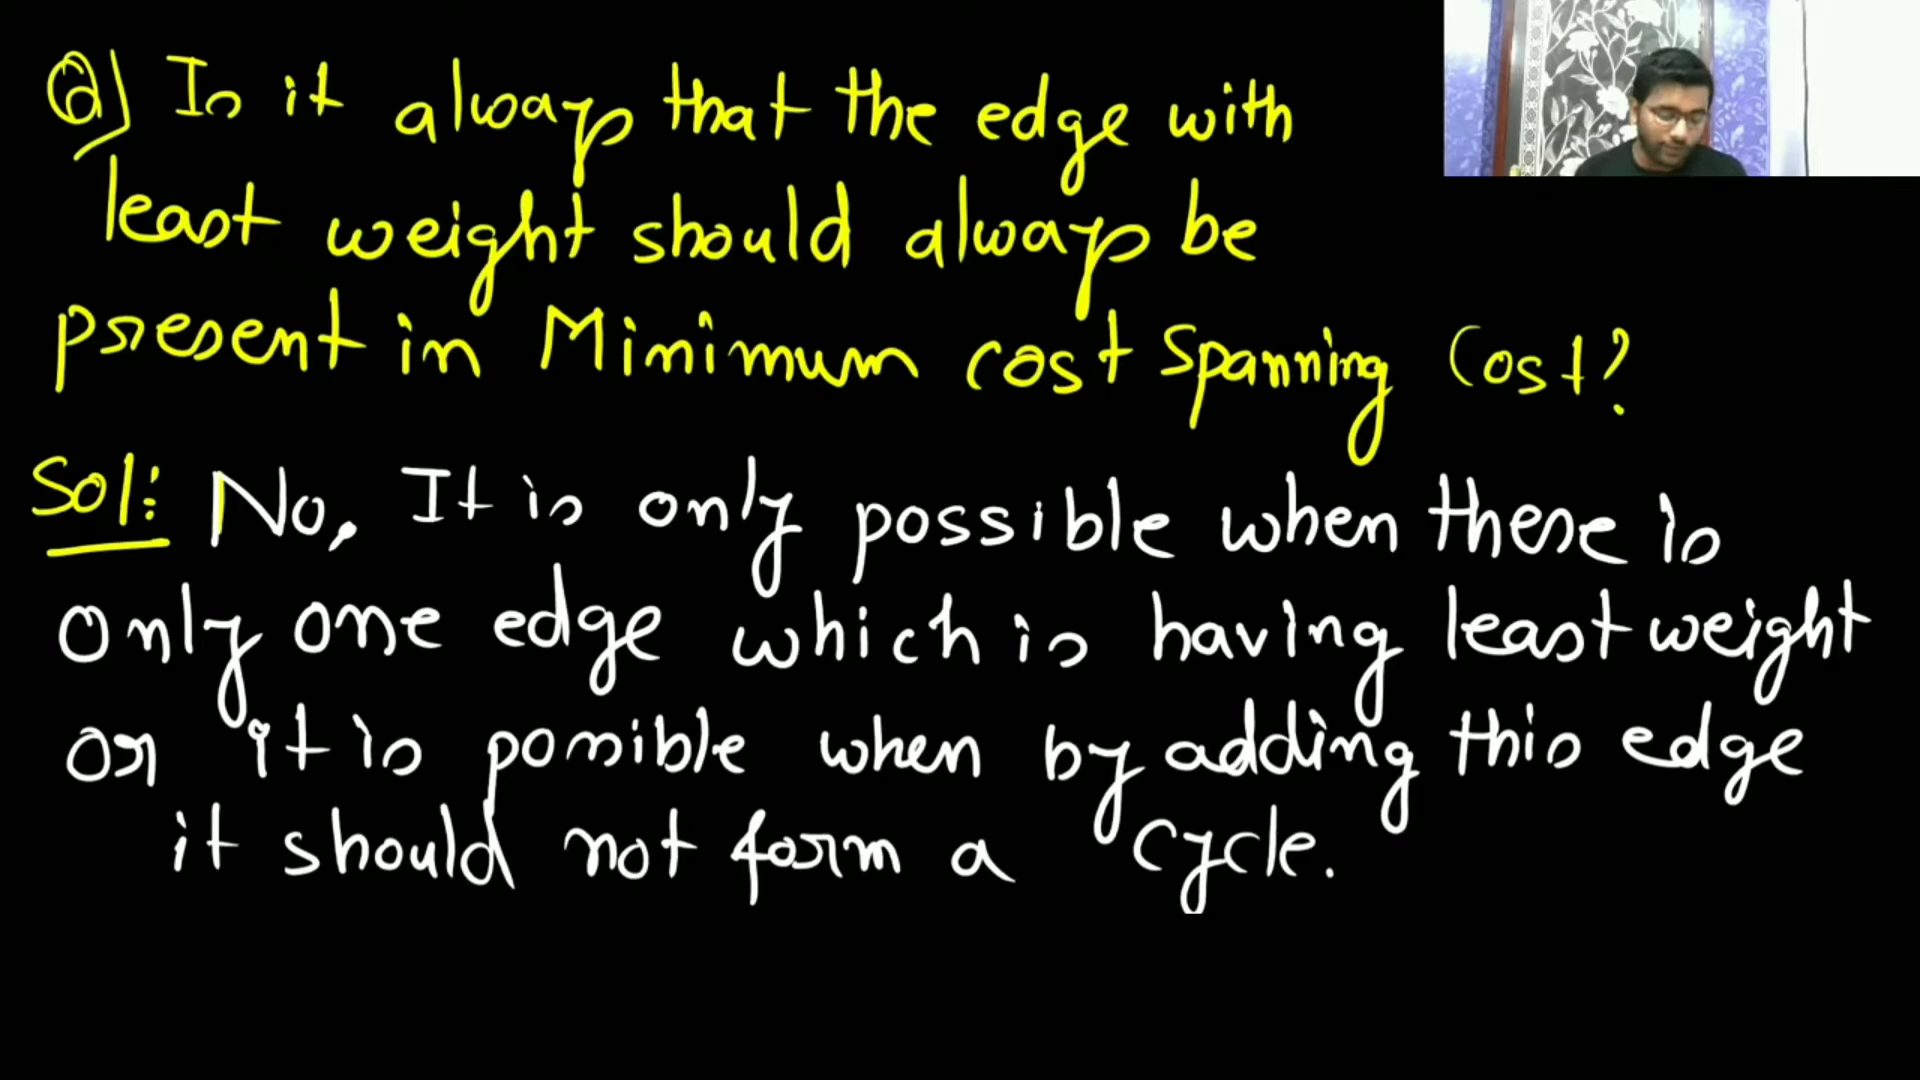 Q) Is it always that the edge with
least weight should always be
present in Minimum cost spanning Cost?
Sol: No, It is only possible when there is
only one edge which is having least weight
or it is possible when by adding this edge
it should not form a cycle.